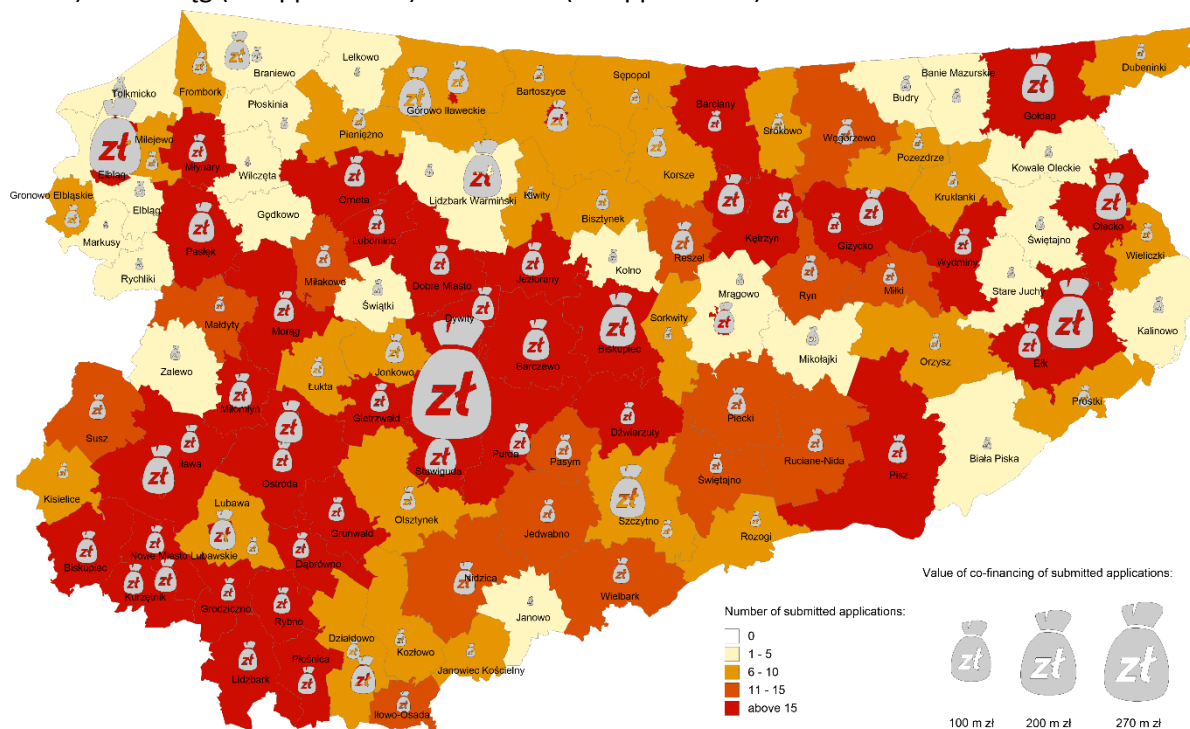 Lelkowo
Braniewo
Dubeninki
Banie Mazurskie
Sępopol
Bartoszyce
Barciany
Budry
Gołdap
Tolkmicko
Frombork
Płoskinia
Górowo Iławeckie
Srokowo
Węgorzewo
Pieniężno
Milejewo
Pozezdrze
Młynary
Kowale Oleckie
Elbląg
Wilczęta
Korsze
Gronowo Elbląskie
Orneta
Lidzbark Warmiński
Kiwity
Kruklanki
Elbląg
Bisztynek
Gódkowo
Lubomino
Kętrzyn
Giżycko
Olecko
Świętajno
Markusy
Pasłęk
Wydminy
Wieliczki
Rychliki
Miłakowo
Dobre Miasto
Jeziorany
Kolno
Reszel
Mrągowo
Ryn
Miłki
Stare Juchy
Świątki
Małdyty
Morąg
Dywity
Sorkwity
Kalinowo
Biskupiec
Mikołajki
Orzysz
Ełk
Zalewo
Łukta
Jonkowo
Barczewo
Miłomłyn
Gietrzwałd
Prostki
Susz
Dźwierzuty
Piecki
Iława
Stawiguda
Purda
Pasym
Ruciane-Nida
Biała Piska
Ostróda
Świętajno
Pisz
Kisielice
Lubawa
Olsztynek
Szczytno
Grunwald
Jedwabno
Rozogi
Biskupiec
Nowe Miasto Lubawskie
Dąbrówno
Kurzętnik
Grodziczno
Nidzica
Wielbark
Rybno
Janowo
Działdowo
Kozłowo
Lidzbark
Płośnica
Janowiec Kościelny
Iłowo-Osada
Number of submitted applications:
0
1 - 5
6 - 10
11 - 15
above 15
Value of co-financing of submitted applications:
zł zł zł
100 m zł 200 m zł 270 m zł